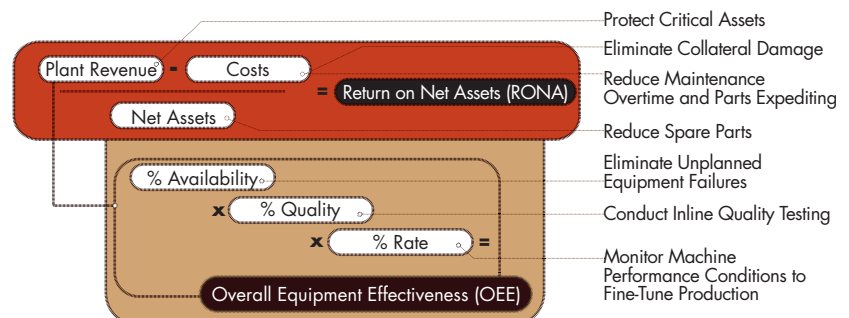 Protect Critical Assets
Eliminate Collateral Damage
Plant Revenue - Costs
= Return on Net Assets (RONA)
Reduce Maintenance
Overtime and Parts Expediting
Net Assets
Reduce Spare Parts
% Availability
Eliminate Unplanned
Equipment Failures
x % Quality
Conduct Inline Quality Testing
x % Rate =
Monitor Machine
Performance Conditions to
Fine-Tune Production
Overall Equipment Effectiveness (OEE)